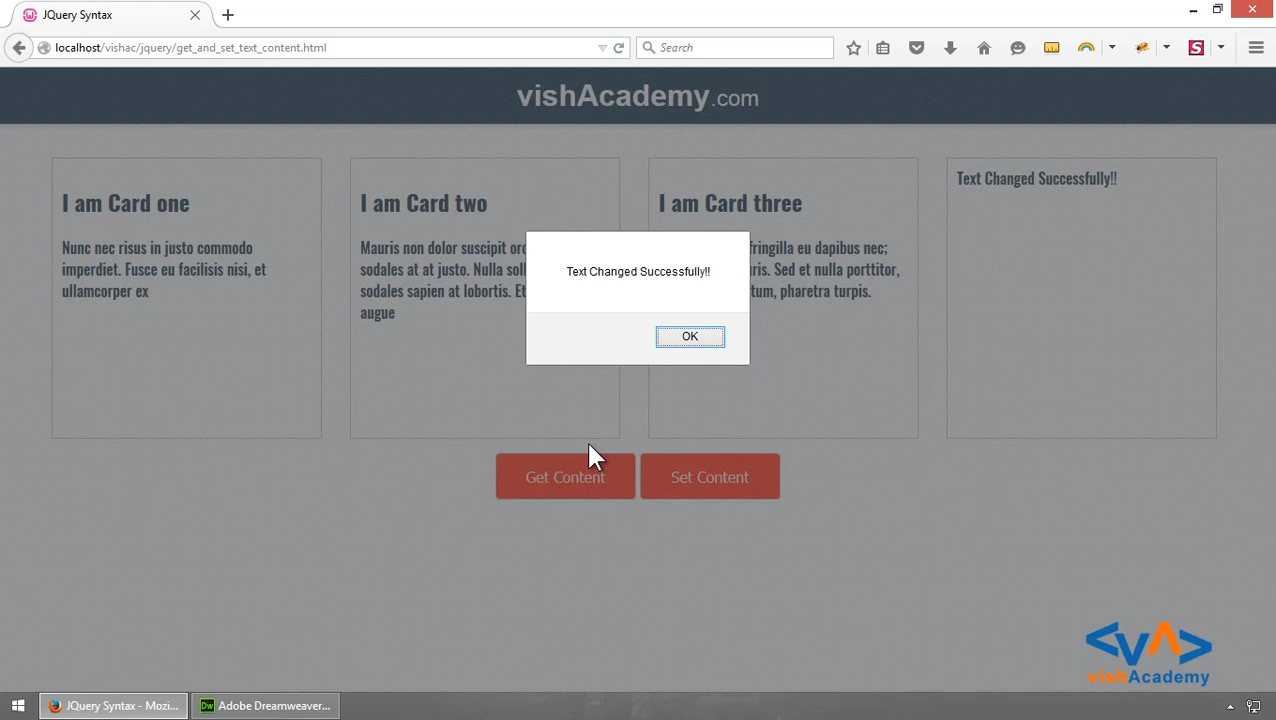 JQuery Syntax
localhost/vishac/jquery/get_and_set_text_content.html
Search
vishAcademy.com
I am Card one
Nunc nec risus in justo commodo
imperdiet. Fusce eu facilisis nisi, et
ullamcorper ex
I am Card two
Mauris non dolor suscipit
sodales at at justo. Nulla
sodales sapien at lobortis.
augue
I am Card three
fringilla eu dapibus nec;
Sed et nulla porttitor,
pharetra turpis.
Text Changed Successfully!!
Text Changed Successfully!!
OK
Get Content
Set Content
<VA>
vishAcademy
JQuery Syntax - Mozi...
Dw
Adobe Dreamweaver...